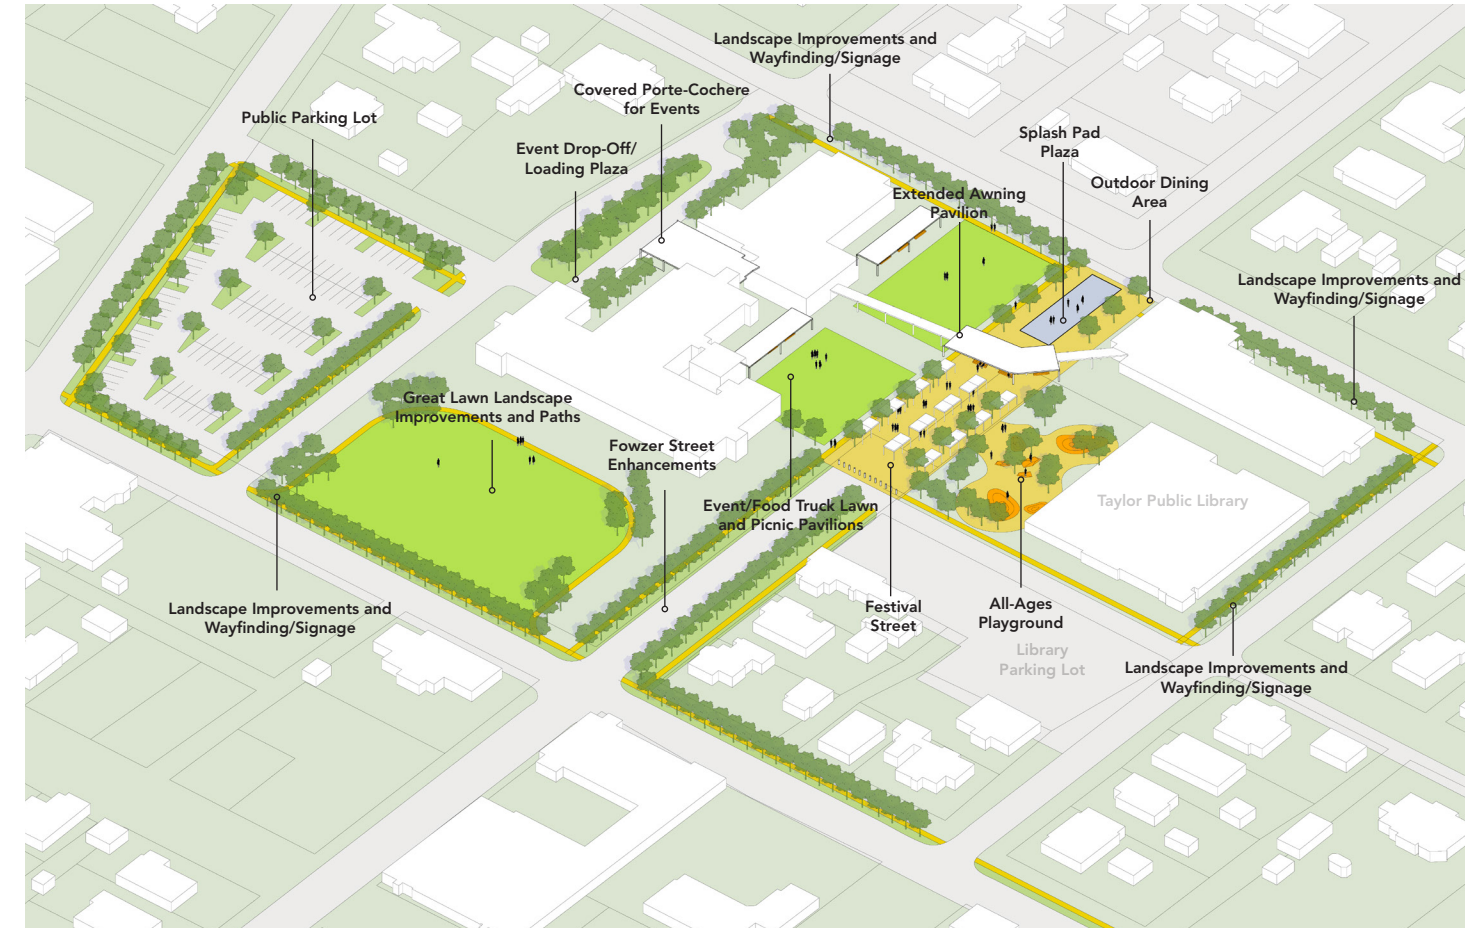 Landscape Improvements and
Wayfinding/Signage
Covered Porte-Cochere
for Events
Public Parking Lot
Splash Pad
Plaza
Event Drop-Off/
Loading Plaza
Outdoor Dining
Area
Extended Awning
Pavilion
Landscape Improvements and
Wayfinding/Signage
Great Lawn Landscape
Improvements and Paths
Fowzer Street
Enhancements
Event/Food Truck Lawn
and Picnic Pavilions
Taylor Public Library
Landscape Improvements and
Wayfinding/Signage
Festival
Street
All-Ages
Playground
Library
Parking Lot
Landscape Improvements and
Wayfinding/Signage